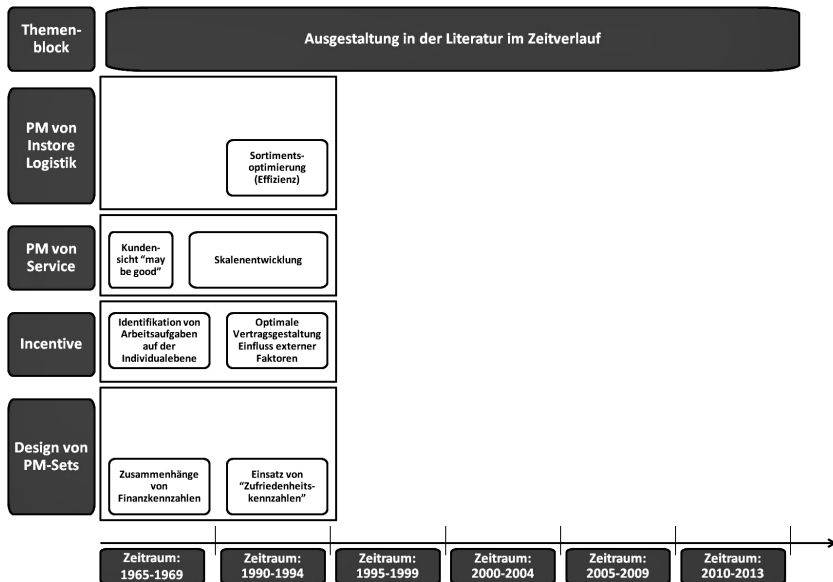 Themen-
block
Ausgestaltung in der Literatur im Zeitverlauf
PM von
Instore
Logistik
Sortiments-
optimierung
(Effizienz)
PM von
Service
Kunden-
sicht “may
be good”
Skalenentwicklung
Incentive
Identifikation von
Arbeitsaufgaben
auf der
Individualebene
Optimale
Vertragsgestaltung
Einfluss externer
Faktoren
Design von
PM-Sets
Zusammenhänge
von
Finanzkennzahlen
Einsatz von
“Zufriedenheits-
kennzahlen”
Zeitraum:
1965-1969
Zeitraum:
1990-1994
Zeitraum:
1995-1999
Zeitraum:
2000-2004
Zeitraum:
2005-2009
Zeitraum:
2010-2013